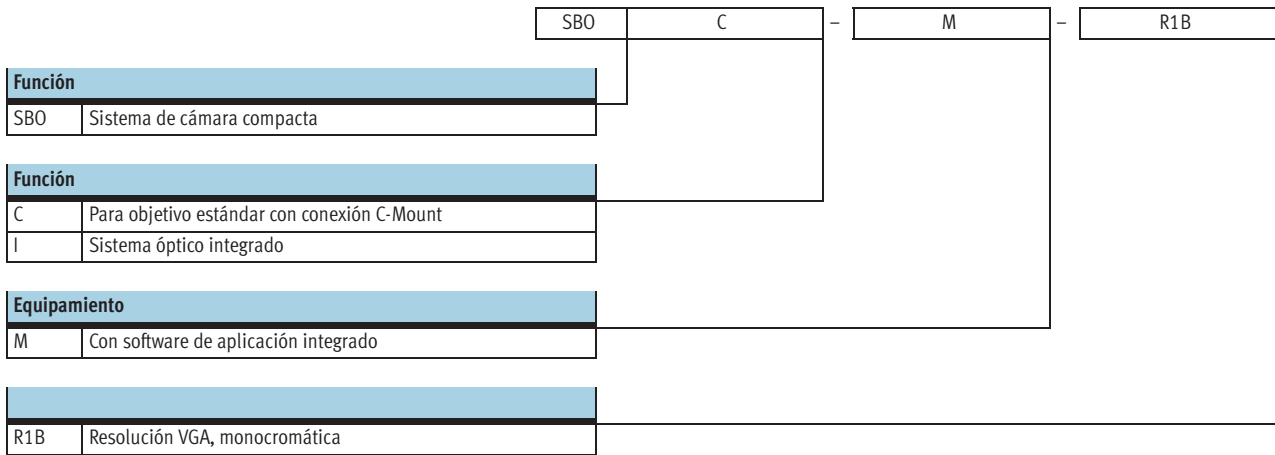 SBO C – M – R1B
Función
SBO Sistema de cámara compacta
Función
C Para objetivo estándar con conexión C-Mount
I Sistema óptico integrado
Equipamiento
M Con software de aplicación integrado
R1B Resolución VGA, monocromática